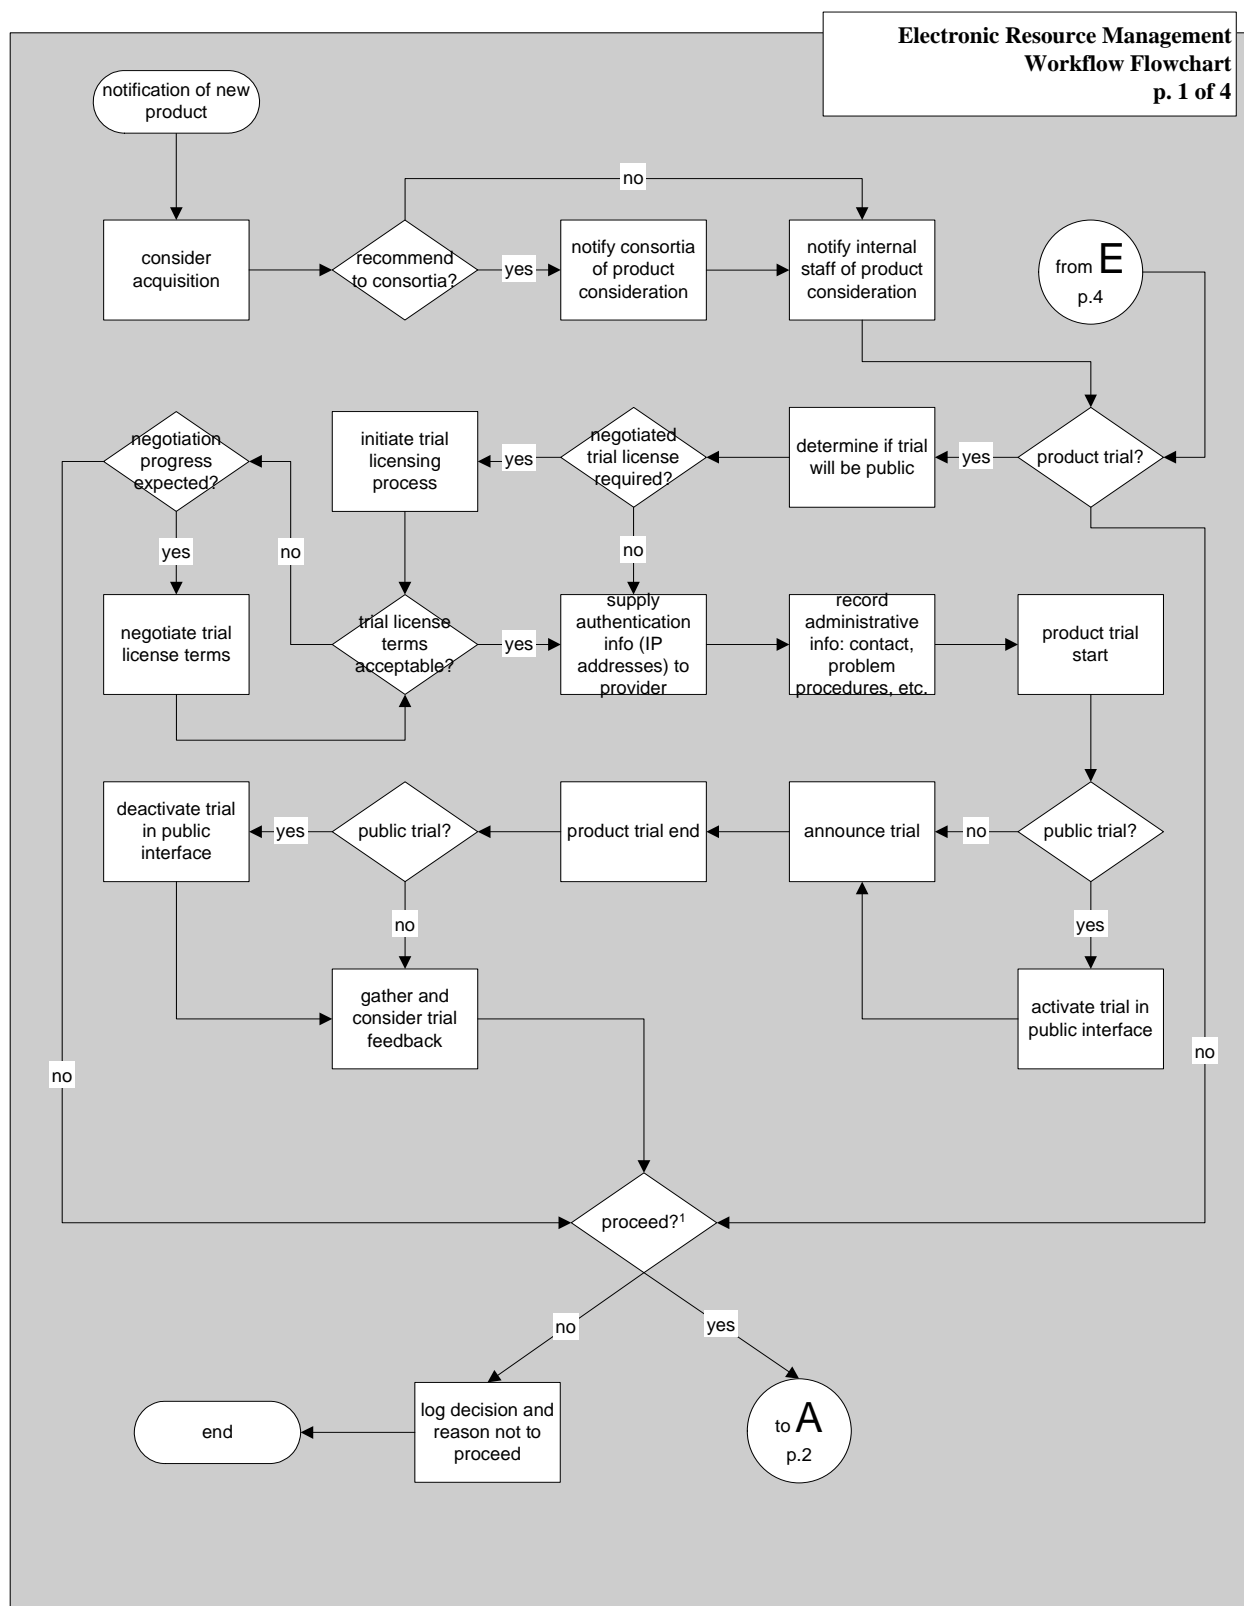 Electronic Resource Management
Workflow Flowchart
p. 1 of 4
notification of new
product
no
consider
acquisition
recommend
to consortia?
yes
notify consortia
of product
consideration
notify internal
staff of product
consideration
from E
p.4
negotiation
progress
expected?
initiate trial
licensing
process
yes
negotiated
trial license
required?
determine if trial
will be public
yes
product trial?
yes
no
no
negotiate trial
license terms
trial license
terms
acceptable?
yes
supply
authentication
info (IP
addresses) to
provider
record
administrative
info: contact,
problem
procedures, etc.
product trial
start
deactivate trial
in public
interface
yes
public trial?
product trial end
announce trial
no
public trial?
no
yes
gather and
consider trial
feedback
activate trial in
public interface
no
no
proceed?¹
no
yes
end
log decision and
reason not to
proceed
to A
p.2